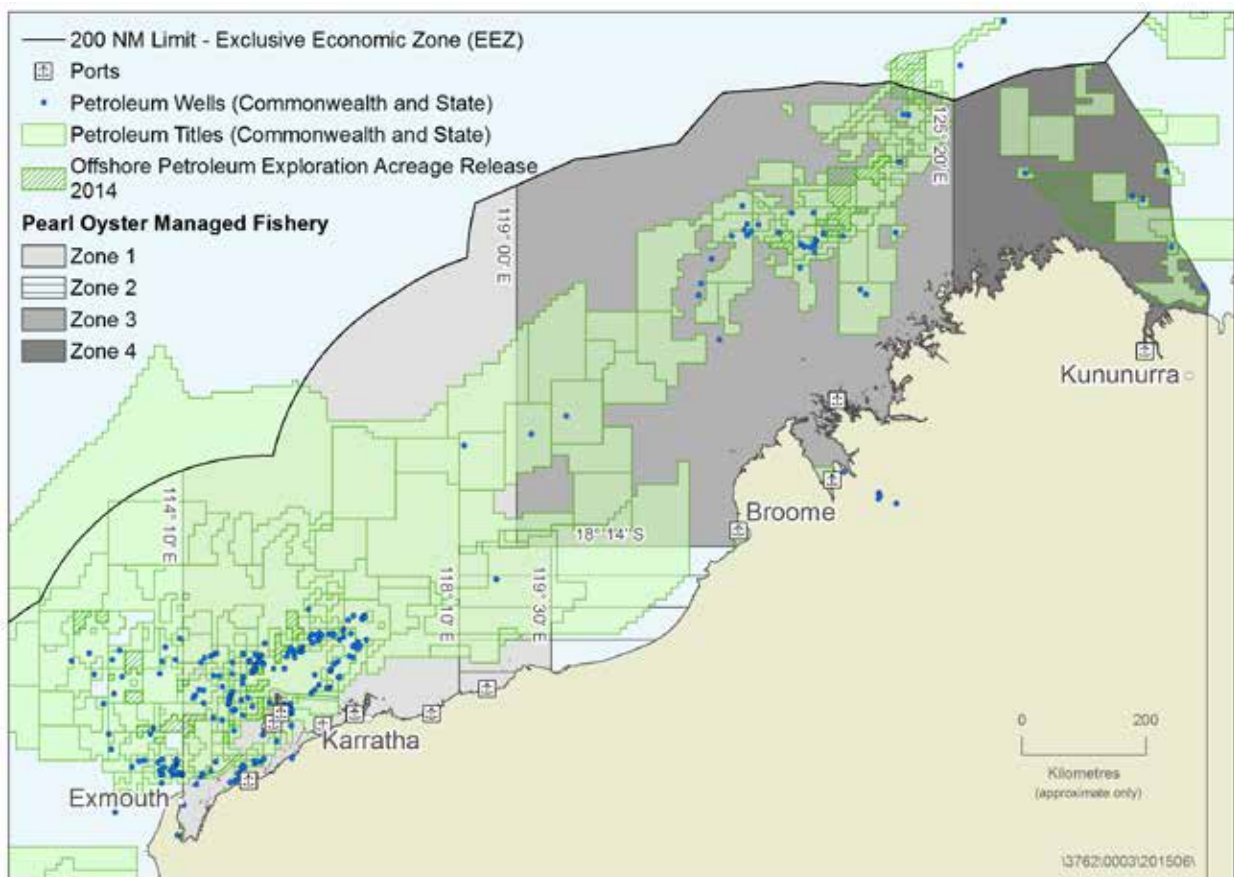 200 NM Limit - Exclusive Economic Zone (EEZ)
Ports
Petroleum Wells (Commonwealth and State)
Petroleum Titles (Commonwealth and State)
Offshore Petroleum Exploration Acreage Release
2014
Pearl Oyster Managed Fishery
Zone 1
Zone 2
Zone 3
Zone 4
125° 20' E
119° 00' E
Kununurra
114° 10' E
Broome
18° 14' S
118° 10' E
119° 30' E
Karratha
Exmouth
0 200
Kilometres
(approximate only)
\3762\0003\201506\